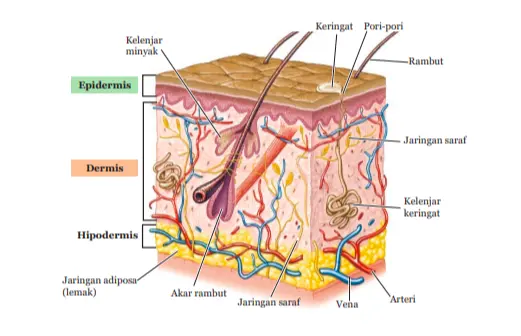 Keringat
Pori-pori
Kelenjar
minyak
Rambut
Epidermis
Jaringan saraf
Dermis
Kelenjar
keringat
Hipodermis
Jaringan adiposa
(lemak)
Akar rambut
Jaringan saraf
Vena
Arteri